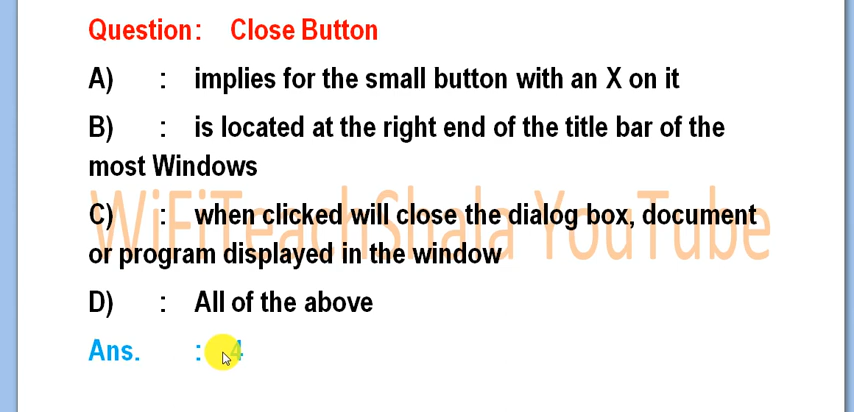 Question: Close Button
A) : implies for the small button with an X on it
B) : is located at the right end of the title bar of the
most Windows
WiFiTeachShala YouTube
C) : when clicked will close the dialog box, document
or program displayed in the window
D) : All of the above
Ans. : 4